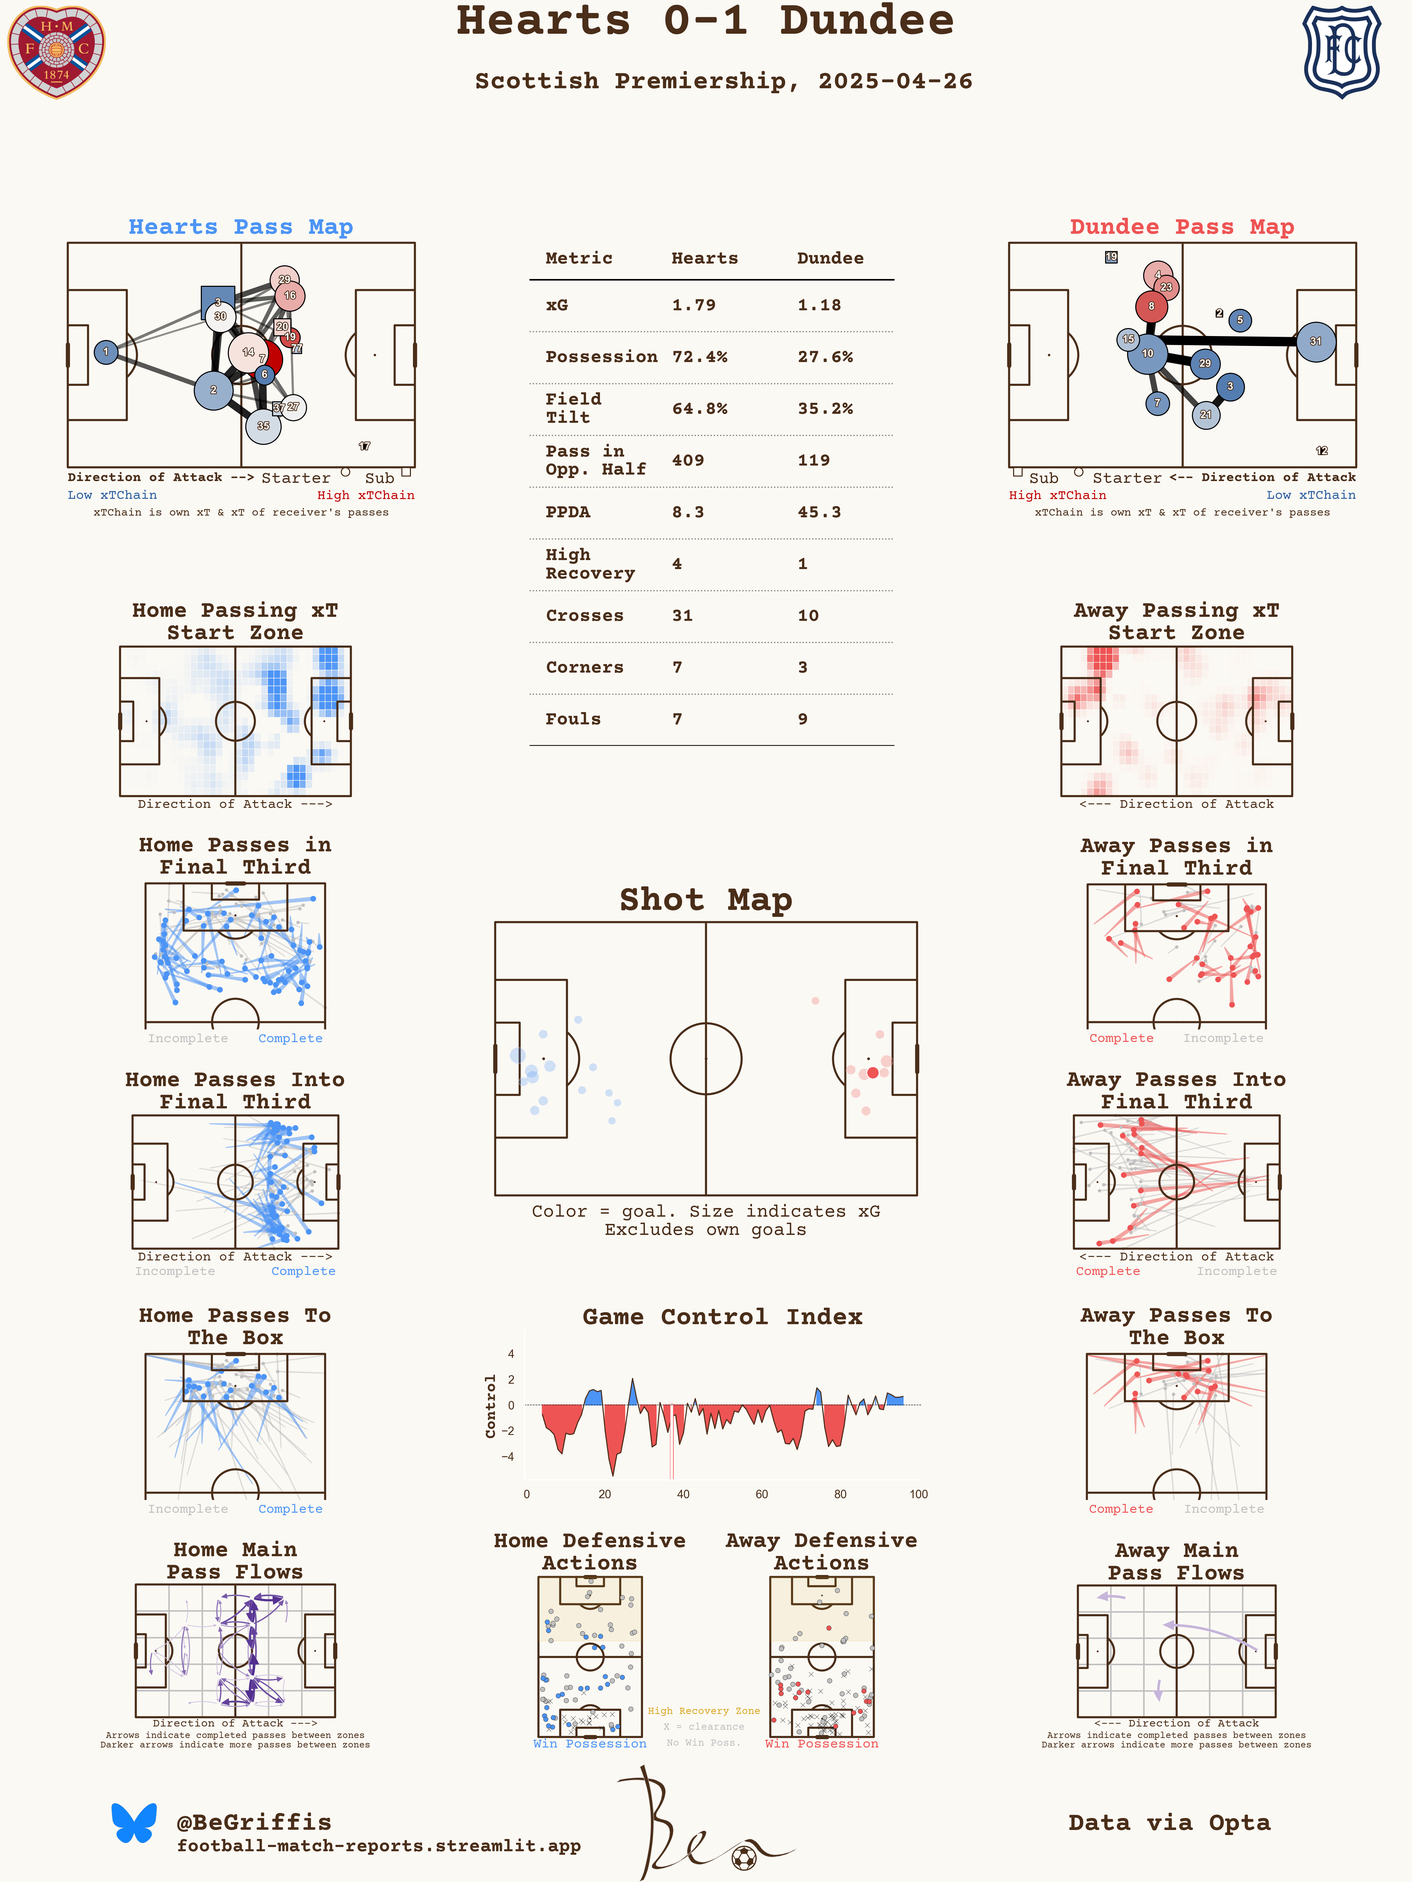 Hearts 0-1 Dundee
Scottish Premiership, 2025-04-26
H·M
F C
1874
DFC
Hearts Pass Map
29
16
3
30
20
19
77
14
7
1
6
2
37
27
35
17
Direction of Attack --> Starter Sub
Low xTChain High xTChain
xTChain is own xT & xT of receiver's passes
Metric Hearts Dundee
xG 1.79 1.18
Possession 72.4% 27.6%
Field
Tilt 64.8% 35.2%
Pass in
Opp. Half 409 119
PPDA 8.3 45.3
High
Recovery 4 1
Crosses 31 10
Corners 7 3
Fouls 7 9
Dundee Pass Map
19
4
23
8
2
5
15
10
31
29
3
7
21
12
Sub Starter <-- Direction of Attack
High xTChain Low xTChain
xTChain is own xT & xT of receiver's passes
Home Passing xT
Start Zone
Direction of Attack --->
Away Passing xT
Start Zone
<--- Direction of Attack
Home Passes in
Final Third
Incomplete Complete
Away Passes in
Final Third
Complete Incomplete
Shot Map
Color = goal. Size indicates xG
Excludes own goals
Home Passes Into
Final Third
Direction of Attack --->
Incomplete Complete
Away Passes Into
Final Third
<--- Direction of Attack
Complete Incomplete
Home Passes To
The Box
Incomplete Complete
Game Control Index
Control
4
2
0
−2
−4
0 20 40 60 80 100
Away Passes To
The Box
Complete Incomplete
Home Main
Pass Flows
Direction of Attack --->
Arrows indicate completed passes between zones
Darker arrows indicate more passes between zones
Home Defensive
Actions
Win Possession
High Recovery Zone
X = clearance
No Win Poss.
Away Defensive
Actions
Win Possession
Away Main
Pass Flows
<--- Direction of Attack
Arrows indicate completed passes between zones
Darker arrows indicate more passes between zones
@BeGriffis
football-match-reports.streamlit.app
Ben
Data via Opta